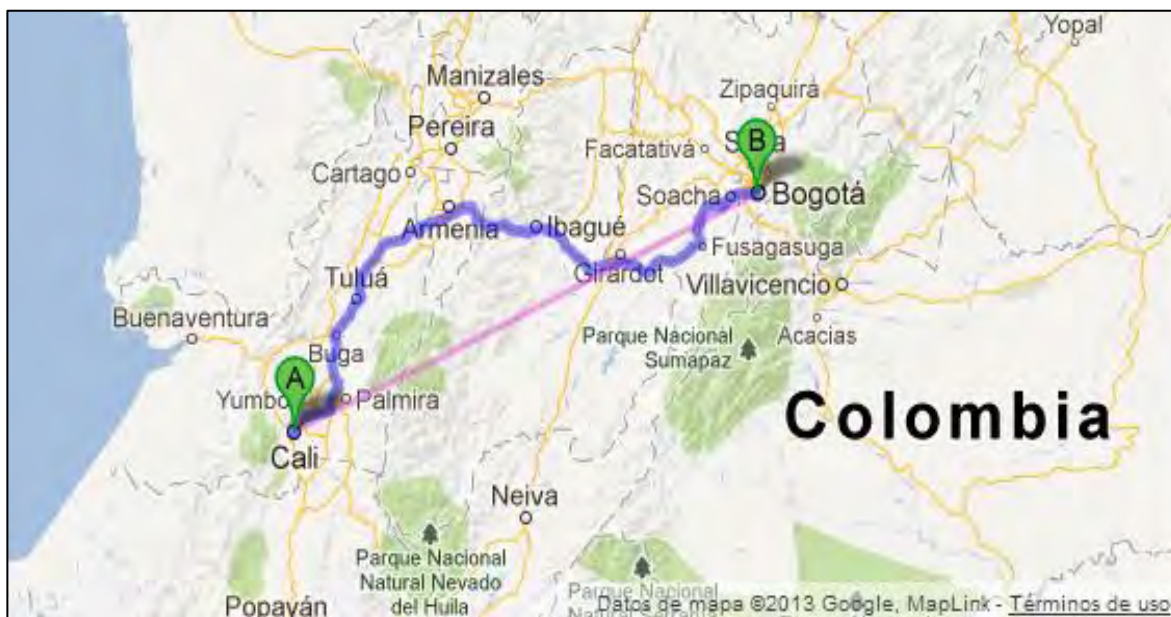 Yopal
Manizales
Zipaquirá
Pereira
Facatativá
B
Cartago
Soacha
Bogotá
Armenia
Ibagué
Fusagasuga
Girardot
Tuluá
Villavicencio
Buenaventura
Acacias
Buga
Parque Nacional
Sumapaz
A
Yumbo
Palmira
Colombia
Cali
Neiva
Parque Nacional
Natural Nevado
del Huila
Parque Nacional
Popayán
Datos de mapa ©2013 Google, MapLink - Términos de uso